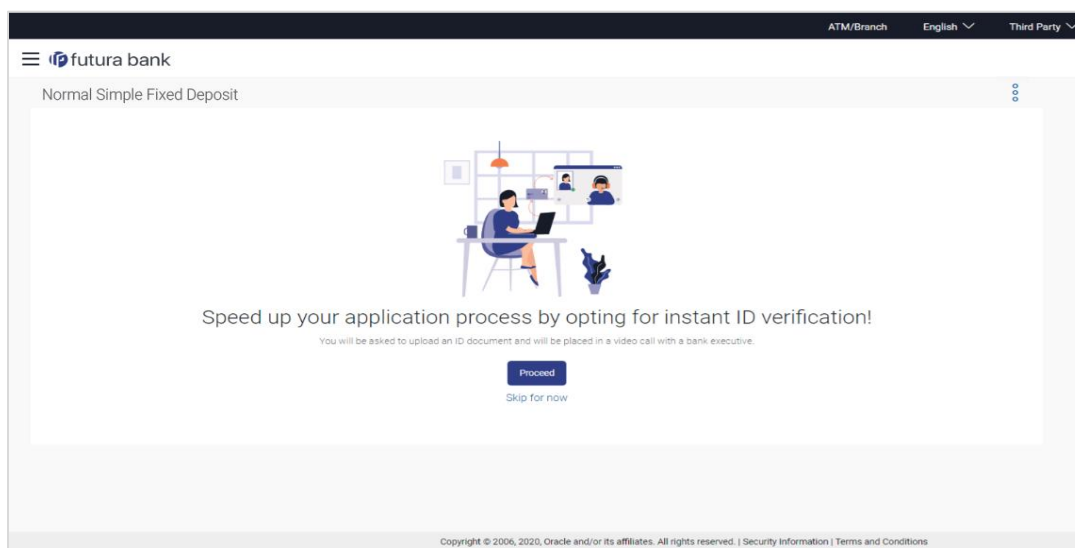 ATM/Branch English Third Party
futura bank
Normal Simple Fixed Deposit
Speed up your application process by opting for instant ID verification!
You will be asked to upload an ID document and will be placed in a video call with a bank executive.
Proceed
Skip for now
Copyright © 2006, 2020, Oracle and/or its affiliates. All rights reserved. | Security Information | Terms and Conditions